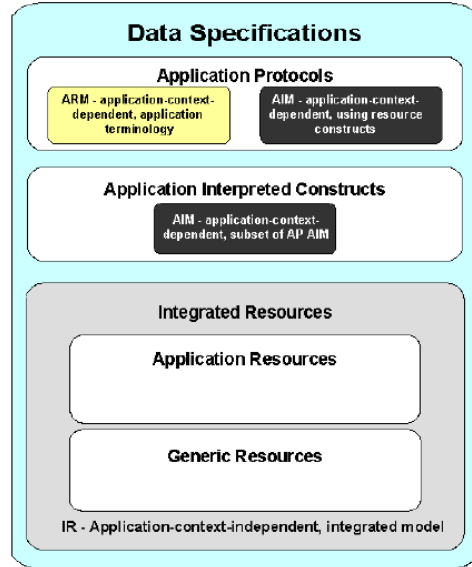 Data Specifications
Application Protocols
ARM - application-context-
dependent, application
terminology
AIM - application-context-
dependent, using resource
constructs
Application Interpreted Constructs
AIM - application-context-
dependent, subset of AP AIM
Integrated Resources
Application Resources
Generic Resources
IR - Application-context-independent, integrated model